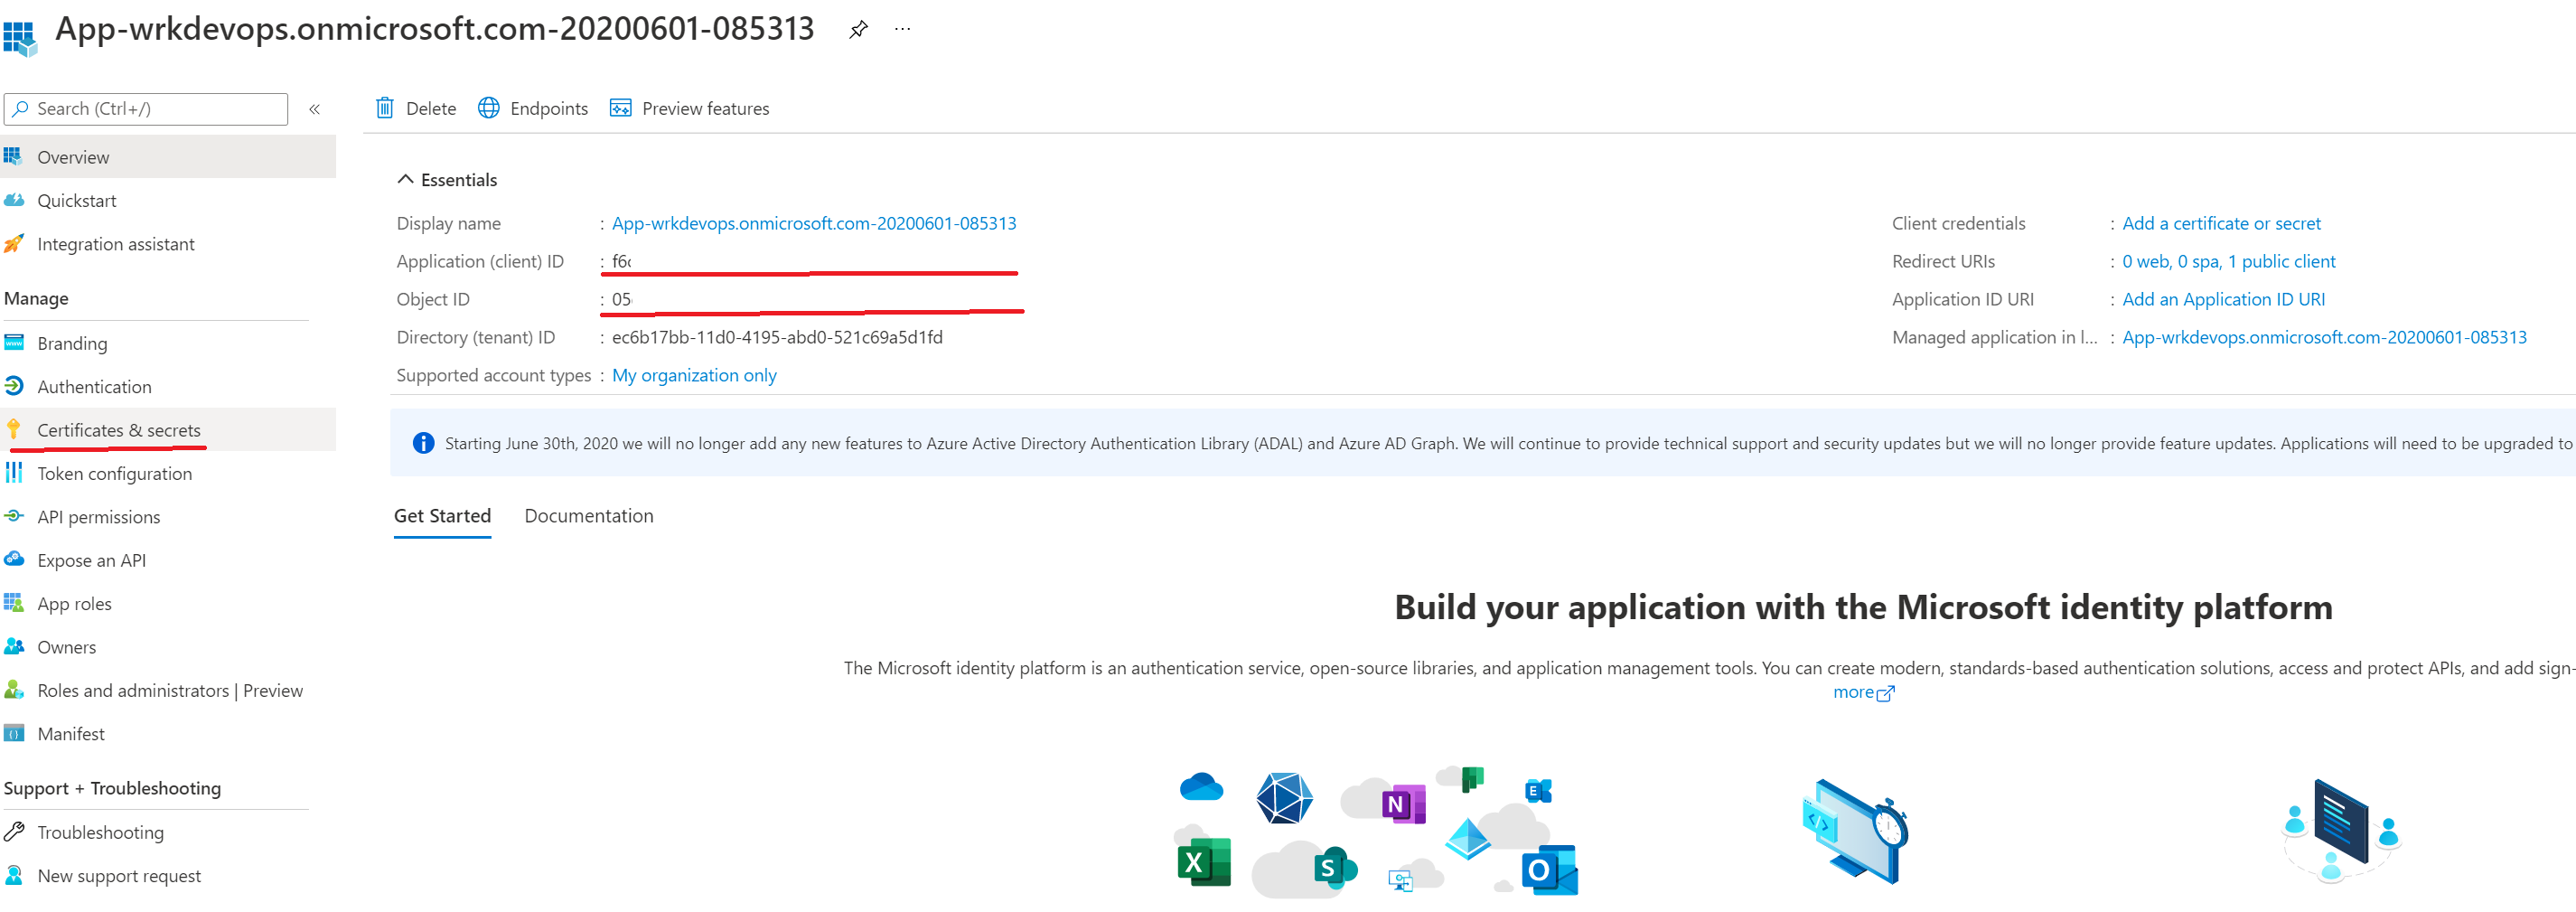 App-wrkdevops.onmicrosoft.com-20200601-085313
Search (Ctrl+/)
Overview
Quickstart
Integration assistant
Manage
Branding
Authentication
Certificates & secrets
Token configuration
API permissions
Expose an API
App roles
Owners
Roles and administrators | Preview
Manifest
Support + Troubleshooting
Troubleshooting
New support request
Delete Endpoints Preview features
Essentials
Display name : App-wrkdevops.onmicrosoft.com-20200601-085313
Application (client) ID : f6
Object ID : 05
Directory (tenant) ID : ec6b17bb-11d0-4195-abd0-521c69a5d1fd
Supported account types : My organization only
Client credentials : Add a certificate or secret
Redirect URIs : 0 web, 0 spa, 1 public client
Application ID URI : Add an Application ID URI
Managed application in l... : App-wrkdevops.onmicrosoft.com-20200601-085313
Starting June 30th, 2020 we will no longer add any new features to Azure Active Directory Authentication Library (ADAL) and Azure AD Graph. We will continue to provide technical support and security updates but we will no longer provide feature updates. Applications will need to be upgraded to
Get Started Documentation
Build your application with the Microsoft identity platform
The Microsoft identity platform is an authentication service, open-source libraries, and application management tools. You can create modern, standards-based authentication solutions, access and protect APIs, and add sign-
more
N
E
X
S
O